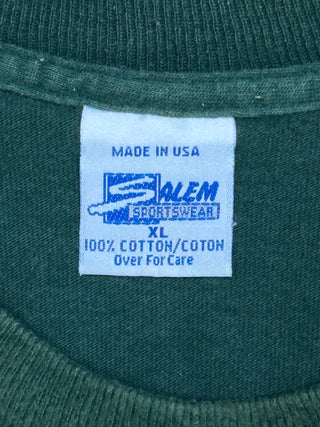 MADE IN USA
SALEM
SPORTSWEAR
XL
100% COTTON/COTON
Over For Care